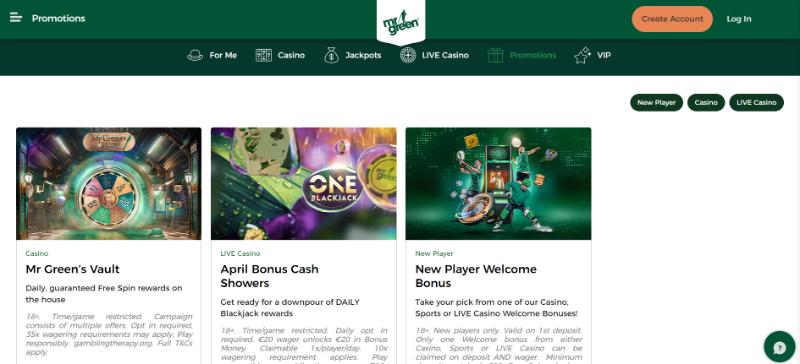 Promotions
mr green
Create Account
Log In
For Me
Casino
Jackpots
LIVE Casino
Promotions
VIP
New Player
Casino
LIVE Casino
Mr Green
ONE
BLACKJACK
Casino
Mr Green's Vault
Daily, guaranteed Free Spin rewards on
the house
18+. Time/game restricted. Campaign
consists of multiple offers. Opt in required.
35x wagering requirements may apply. Play
responsibly gamblingtherapy.org. Full T&Cs
apply.
LIVE Casino
April Bonus Cash
Showers
Get ready for a downpour of DAILY
Blackjack rewards
18+. Time/game restricted. Daily opt in
required. €20 wager unlocks €20 in Bonus
Money. Claimable 1x/player/day. 10x
wagering requirement applies. Play
New Player
New Player Welcome
Bonus
Take your pick from one of our Casino,
Sports or LIVE Casino Welcome Bonuses!
18+. New players only. Valid on 1st deposit.
Only one Welcome Bonus from either
Casino, Sports or LIVE Casino can be
claimed on deposit AND wager. Minimum